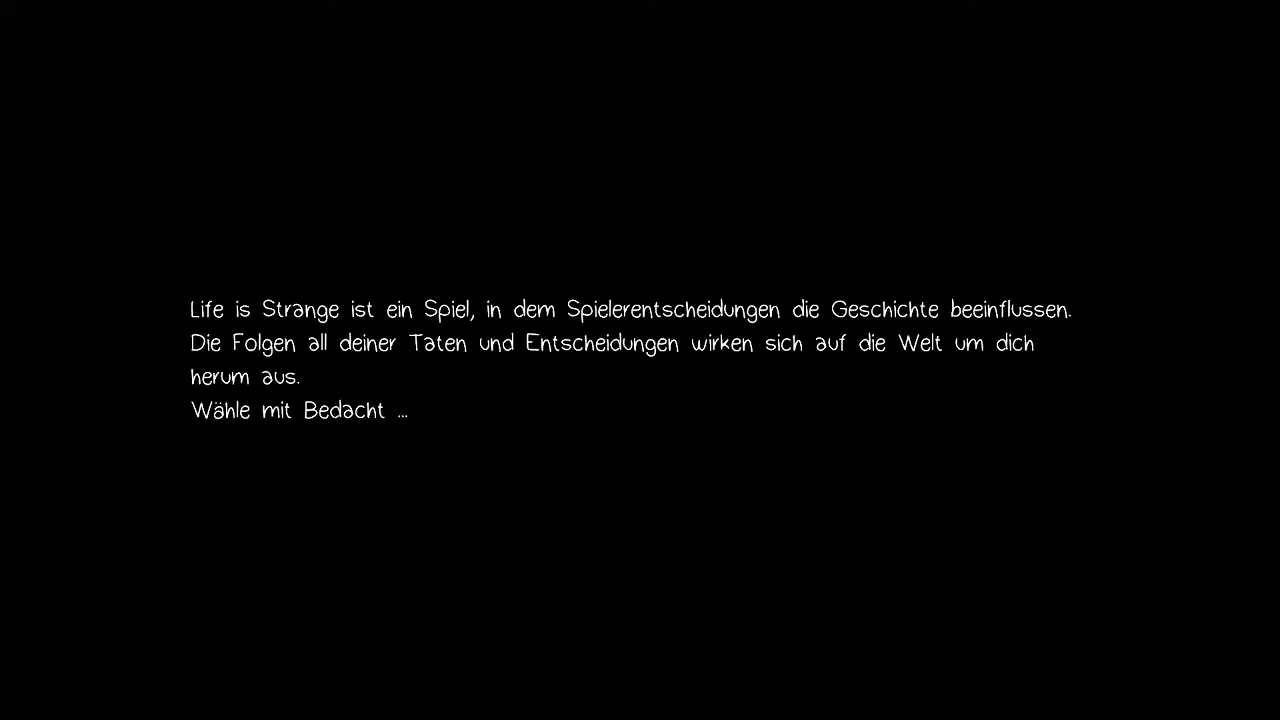 Life is Strange ist ein Spiel, in dem Spielerentscheidungen die Geschichte beeinflussen.
Die Folgen all deiner Taten und Entscheidungen wirken sich auf die Welt um dich
herum aus.
Wähle mit Bedacht ...